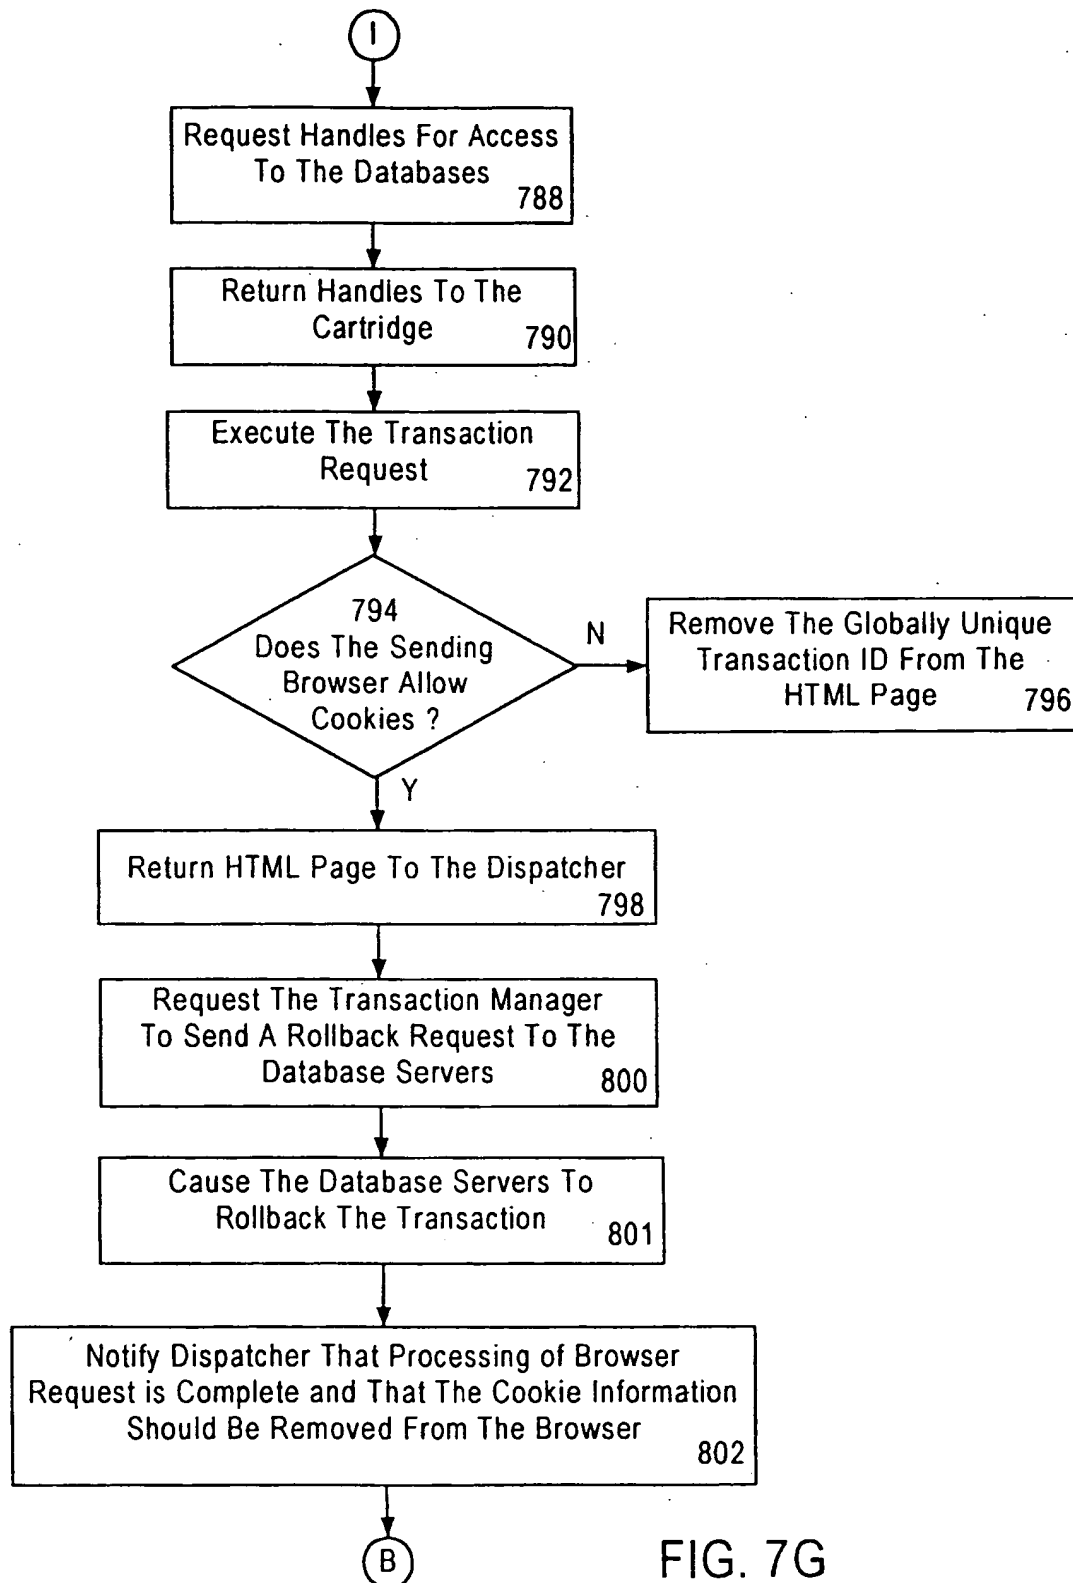 I
Request Handles For Access
To The Databases
788
Return Handles To The
Cartridge
790
Execute The Transaction
Request
792
794
Does The Sending
Browser Allow
Cookies ?
N
Remove The Globally Unique
Transaction ID From The
HTML Page
796
Y
Return HTML Page To The Dispatcher
798
Request The Transaction Manager
To Send A Rollback Request To The
Database Servers
800
Cause The Database Servers To
Rollback The Transaction
801
Notify Dispatcher That Processing of Browser
Request is Complete and That The Cookie Information
Should Be Removed From The Browser
802
B
FIG. 7G